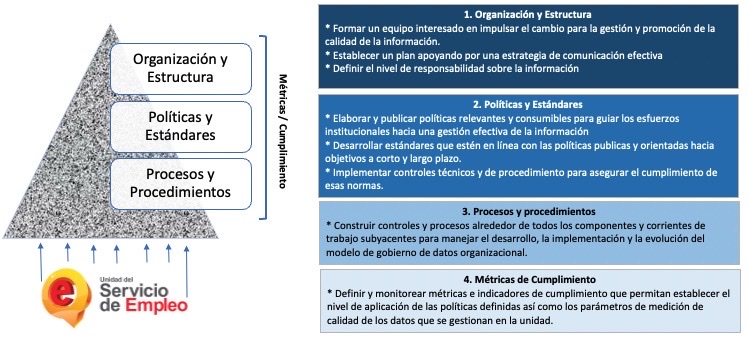 Organización y
Estructura
Políticas y
Estándares
Procesos y
Procedimientos
Métricas / Cumplimiento
e
Unidad del
Servicio
de Empleo
1. Organización y Estructura
* Formar un equipo interesado en impulsar el cambio para la gestión y promoción de la
calidad de la información.
* Establecer un plan apoyando por una estrategia de comunicación efectiva
* Definir el nivel de responsabilidad sobre la información
2. Políticas y Estándares
* Elaborar y publicar políticas relevantes y consumibles para guiar los esfuerzos
institucionales hacia una gestión efectiva de la información
* Desarrollar estándares que estén en línea con las políticas publicas y orientadas hacia
objetivos a corto y largo plazo.
* Implementar controles técnicos y de procedimiento para asegurar el cumplimiento de
esas normas.
3. Procesos y procedimientos
* Construir controles y procesos alrededor de todos los componentes y corrientes de
trabajo subyacentes para manejar el desarrollo, la implementación y la evolución del
modelo de gobierno de datos organizacional.
4. Métricas de Cumplimiento
* Definir y monitorear métricas e indicadores de cumplimiento que permitan establecer el
nivel de aplicación de las políticas definidas así como los parámetros de medición de
calidad de los datos que se gestionan en la unidad.